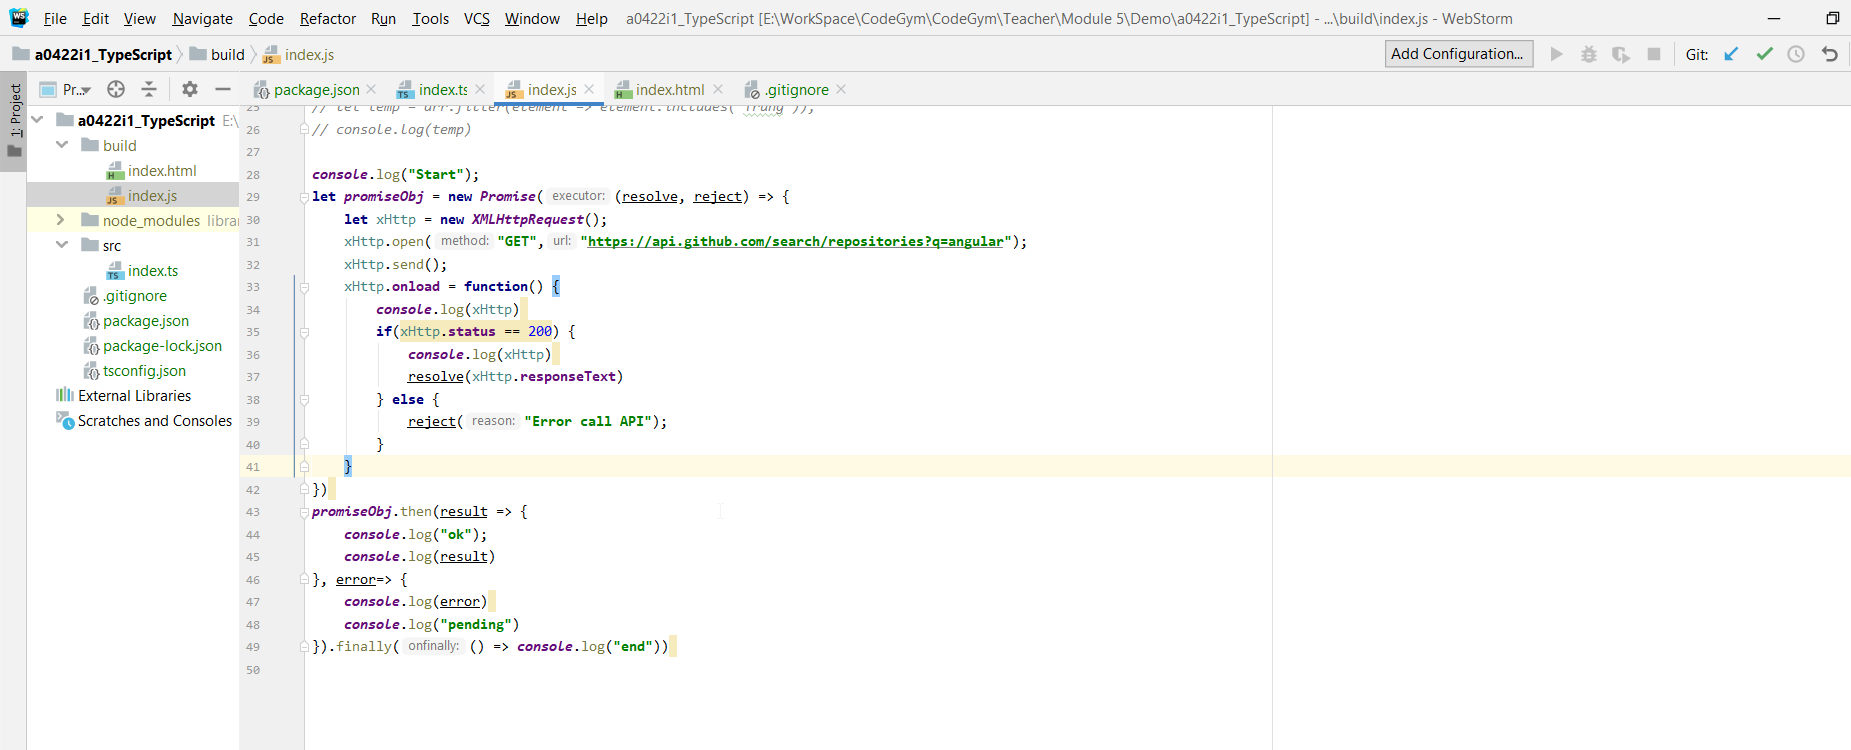 File Edit View Navigate Code Refactor Run Tools VCS Window Help a0422i1_TypeScript [E:\WorkSpace\CodeGym\CodeGym\Teacher\Module 5\Demo\a0422i1_TypeScript] - ...\build\index.js - WebStorm
a0422i1_TypeScript build index.js Add Configuration... Git:
1: Project
Pr... package.json index.ts index.js index.html .gitignore
a0422i1_TypeScript E:\
build
index.html
index.js
node_modules librar
src
index.ts
.gitignore
package.json
package-lock.json
tsconfig.json
External Libraries
Scratches and Consoles
25 // let temp = arr.filter(element => element.includes("Trung"));
26 // console.log(temp)
27
28 console.log("Start");
29 let promiseObj = new Promise( executor: (resolve, reject) => {
30 let xHttp = new XMLHttpRequest();
31 xHttp.open( method: "GET", url: "https://api.github.com/search/repositories?q=angular");
32 xHttp.send();
33 xHttp.onload = function() {
34 console.log(xHttp)
35 if(xHttp.status == 200) {
36 console.log(xHttp)
37 resolve(xHttp.responseText)
38 } else {
39 reject( reason: "Error call API");
40 }
41 }
42 })
43 promiseObj.then(result => {
44 console.log("ok");
45 console.log(result)
46 }, error=> {
47 console.log(error)
48 console.log("pending")
49 }).finally( onfinally: () => console.log("end"))
50